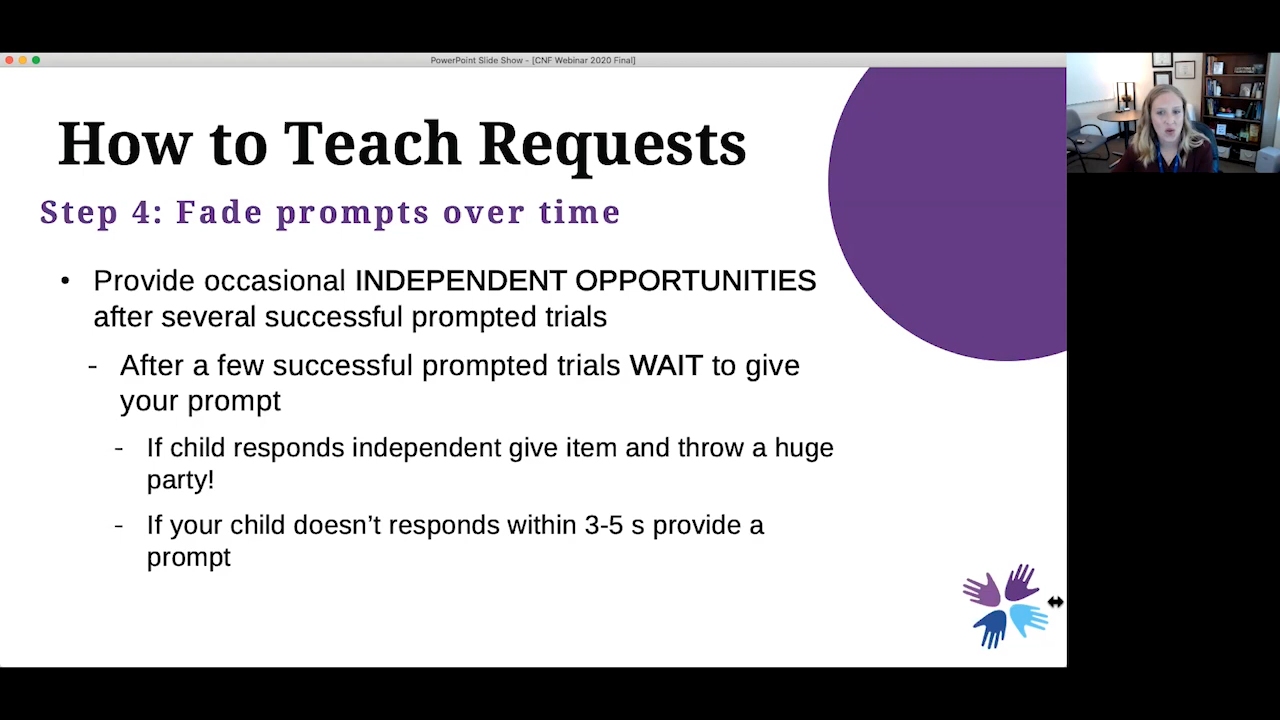 PowerPoint Slide Show - [CNF Webinar 2020 Final]
How to Teach Requests
Step 4: Fade prompts over time
• Provide occasional INDEPENDENT OPPORTUNITIES
after several successful prompted trials
- After a few successful prompted trials WAIT to give
your prompt
- If child responds independent give item and throw a huge
party!
- If your child doesn’t responds within 3-5 s provide a
prompt